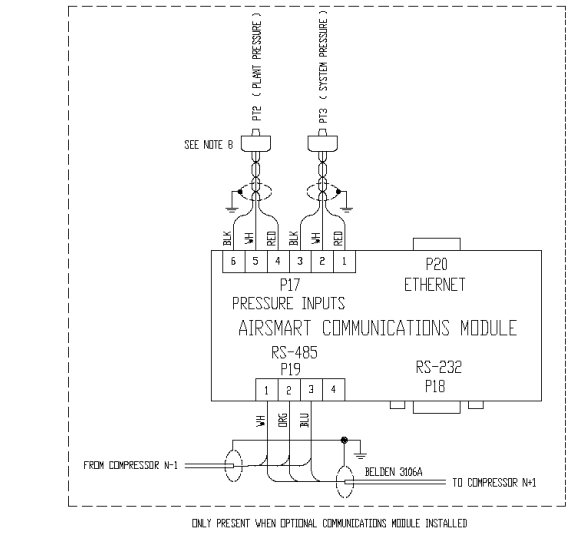 PT2 ( PLANT PRESSURE )
PT3 ( SYSTEM PRESSURE )
SEE NOTE 8
BLK
WH
RED
BLK
WH
RED
6 5 4 3 2 1
P17
PRESSURE INPUTS
P20
ETHERNET
AIRSMART COMMUNICATIONS MODULE
RS-485
P19
RS-232
P18
1 2 3 4
WH
ORG
BLU
FROM COMPRESSOR N-1
BELDEN 3106A
TO COMPRESSOR N+1
ONLY PRESENT WHEN OPTIONAL COMMUNICATIONS MODULE INSTALLED